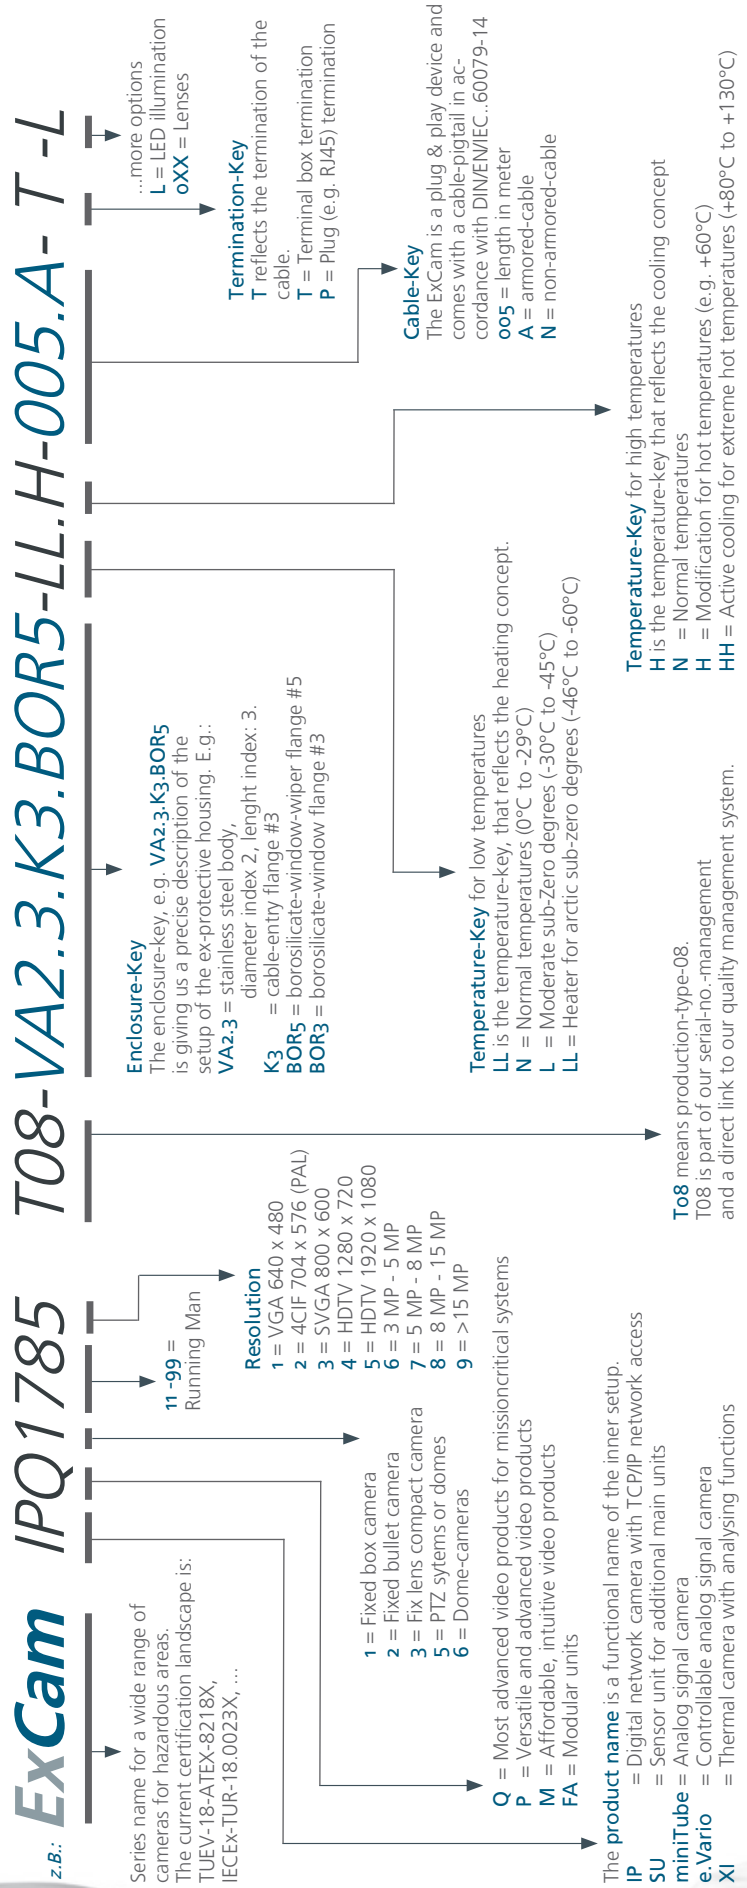 z.B.: ExCam IPQ1785 T08-VA2.3.K3.BOR5-LL.H-005.A- T -L
Series name for a wide range of
cameras for hazardous areas.
The current certification landscape is:
TUEV-18-ATEX-8218X,
IECEx-TUR-18.0023X, ...
The product name is a functional name of the inner setup.
IP = Digital network camera with TCP/IP network access
SU = Sensor unit for additional main units
miniTube = Analog signal camera
e.Vario = Controllable analog signal camera
XI = Thermal camera with analysing functions
Q = Most advanced video products for missioncritical systems
P = Versatile and advanced video products
M = Affordable, intuitive video products
FA = Modular units
1 = Fixed box camera
2 = Fixed bullet camera
3 = Fix lens compact camera
5 = PTZ sytems or domes
6 = Dome-cameras
11 -99 =
Running Man
Resolution
1 = VGA 640 x 480
2 = 4CIF 704 x 576 (PAL)
3 = SVGA 800 x 600
4 = HDTV 1280 x 720
5 = HDTV 1920 x 1080
6 = 3 MP - 5 MP
7 = 5 MP - 8 MP
8 = 8 MP - 15 MP
9 = >15 MP
T08 means production-type-08.
T08 is part of our serial-no.-management
and a direct link to our quality management system.
Enclosure-Key
The enclosure-key, e.g. VA2.3.K3.BOR5
is giving us a precise description of the
setup of the ex-protective housing. E.g.:
VA2.3 = stainless steel body,
diameter index 2, lenght index: 3.
K3 = cable-entry flange #3
BOR5 = borosilicate-window-wiper flange #5
BOR3 = borosilicate-window flange #3
Temperature-Key for low temperatures
LL is the temperature-key, that reflects the heating concept.
N = Normal temperatures (0°C to -29°C)
L = Moderate sub-Zero degrees (-30°C to -45°C)
LL = Heater for arctic sub-zero degrees (-46°C to -60°C)
Temperature-Key for high temperatures
H is the temperature-key that reflects the cooling concept
N = Normal temperatures
H = Modification for hot temperatures (e.g. +60°C)
HH = Active cooling for extreme hot temperatures (+80°C to +130°C)
Cable-Key
The ExCam is a plug & play device and
comes with a cable-pigtail in ac-
cordance with DIN/EN/IEC..60079-14
005 = length in meter
A = armored-cable
N = non-armored-cable
Termination-Key
T reflects the termination of the
cable.
T = Terminal box termination
P = Plug (e.g. RJ45) termination
...more options
L = LED illumination
0XX = Lenses